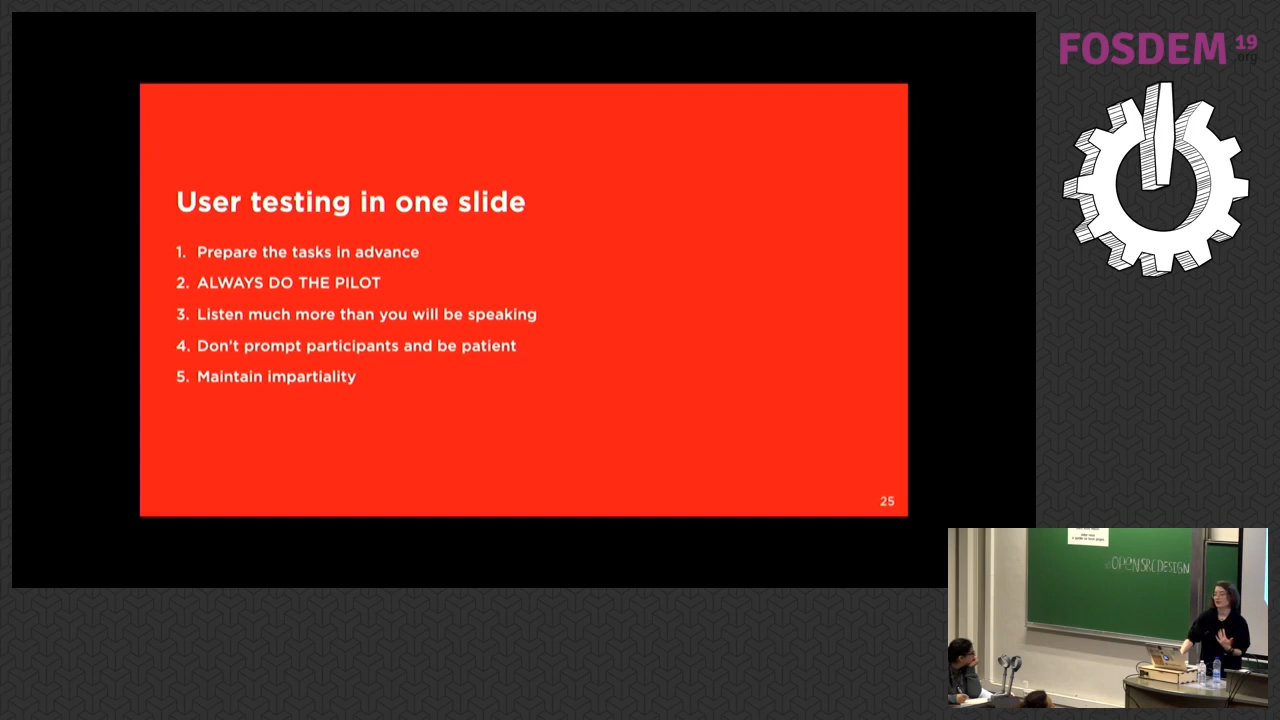 FOSDEM 19
.org
User testing in one slide
1. Prepare the tasks in advance
2. ALWAYS DO THE PILOT
3. Listen much more than you will be speaking
4. Don't prompt participants and be patient
5. Maintain impartiality
25
@OPENSRCDESIGN